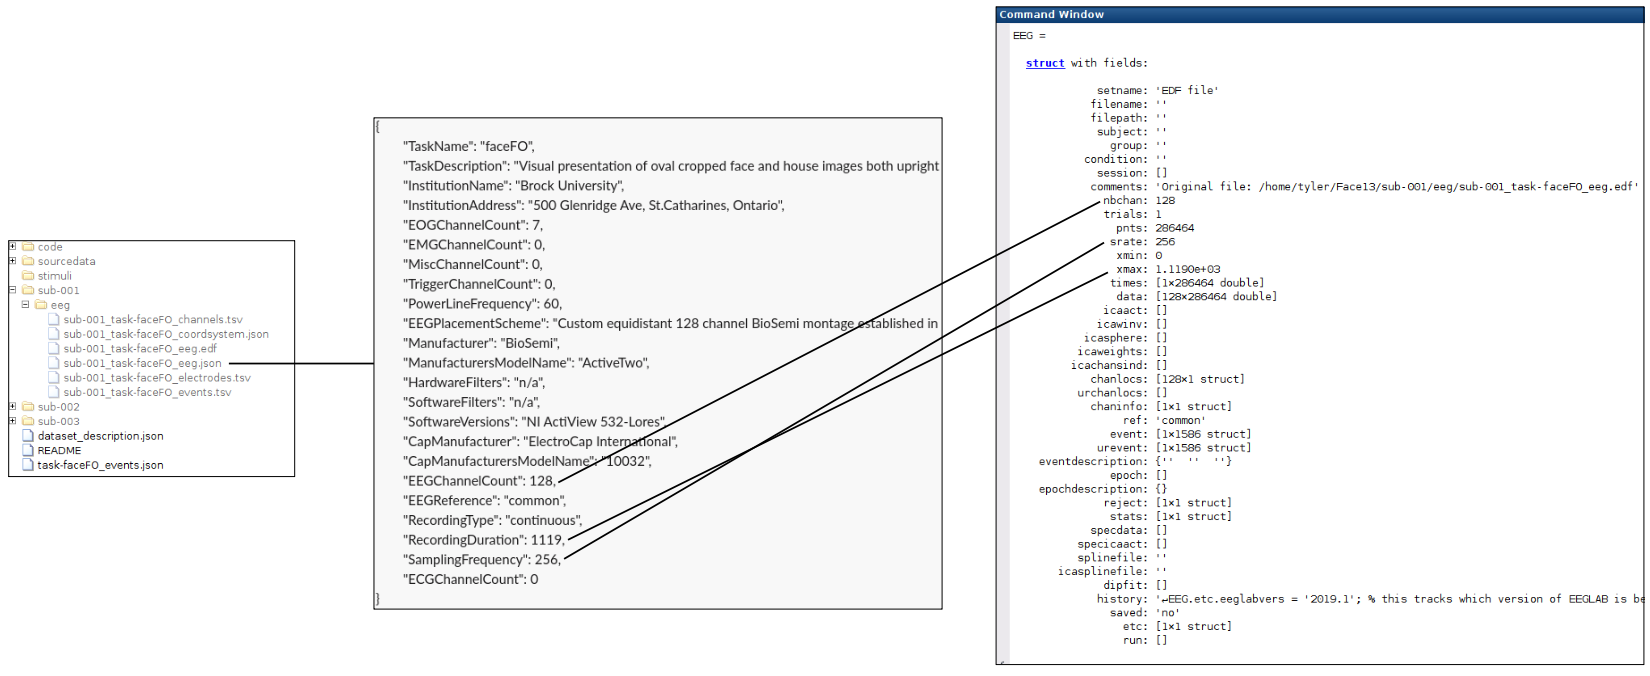 code
sourcedata
stimuli
sub-001
eeg
sub-001_task-faceFO_channels.tsv
sub-001_task-faceFO_coordsystem.json
sub-001_task-faceFO_eeg.edf
sub-001_task-faceFO_eeg.json
sub-001_task-faceFO_electrodes.tsv
sub-001_task-faceFO_events.tsv
sub-002
sub-003
dataset_description.json
README
task-faceFO_events.json
{
"TaskName": "faceFO",
"TaskDescription": "Visual presentation of oval cropped face and house images both upright
"InstitutionName": "Brock University",
"InstitutionAddress": "500 Glenridge Ave, St.Catharines, Ontario",
"EOGChannelCount": 7,
"EMGChannelCount": 0,
"MiscChannelCount": 0,
"TriggerChannelCount": 0,
"PowerLineFrequency": 60,
"EEGPlacementScheme": "Custom equidistant 128 channel BioSemi montage established in
"Manufacturer": "BioSemi",
"ManufacturersModelName": "ActiveTwo",
"HardwareFilters": "n/a",
"SoftwareFilters": "n/a",
"SoftwareVersions": "NI ActiView 532-Lores",
"CapManufacturer": "ElectroCap International",
"CapManufacturersModelName": "10032",
"EEGChannelCount": 128,
"EEGReference": "common",
"RecordingType": "continuous",
"RecordingDuration": 1119,
"SamplingFrequency": 256,
"ECGChannelCount": 0
}
Command Window
EEG =
struct with fields:
setname: 'EDF file'
filename: ''
filepath: ''
subject: ''
group: ''
condition: ''
session: []
comments: 'Original file: /home/tyler/Face13/sub-001/eeg/sub-001_task-faceFO_eeg.edf'
nbchan: 128
trials: 1
pnts: 286464
srate: 256
xmin: 0
xmax: 1.1190e+03
times: [1×286464 double]
data: [128×286464 double]
icaact: []
icawinv: []
icasphere: []
icaweights: []
icachansind: []
chanlocs: [128×1 struct]
urchanlocs: []
chaninfo: [1×1 struct]
ref: 'common'
event: [1×1586 struct]
urevent: [1×1586 struct]
eventdescription: {'' '' ''}
epoch: []
epochdescription: {}
reject: [1×1 struct]
stats: [1×1 struct]
specdata: []
specicaact: []
splinefile: ''
icasplinefile: ''
dipfit: []
history: '↵EEG.etc.eeglabvers = '2019.1'; % this tracks which version of EEGLAB is be
saved: 'no'
etc: [1×1 struct]
run: []